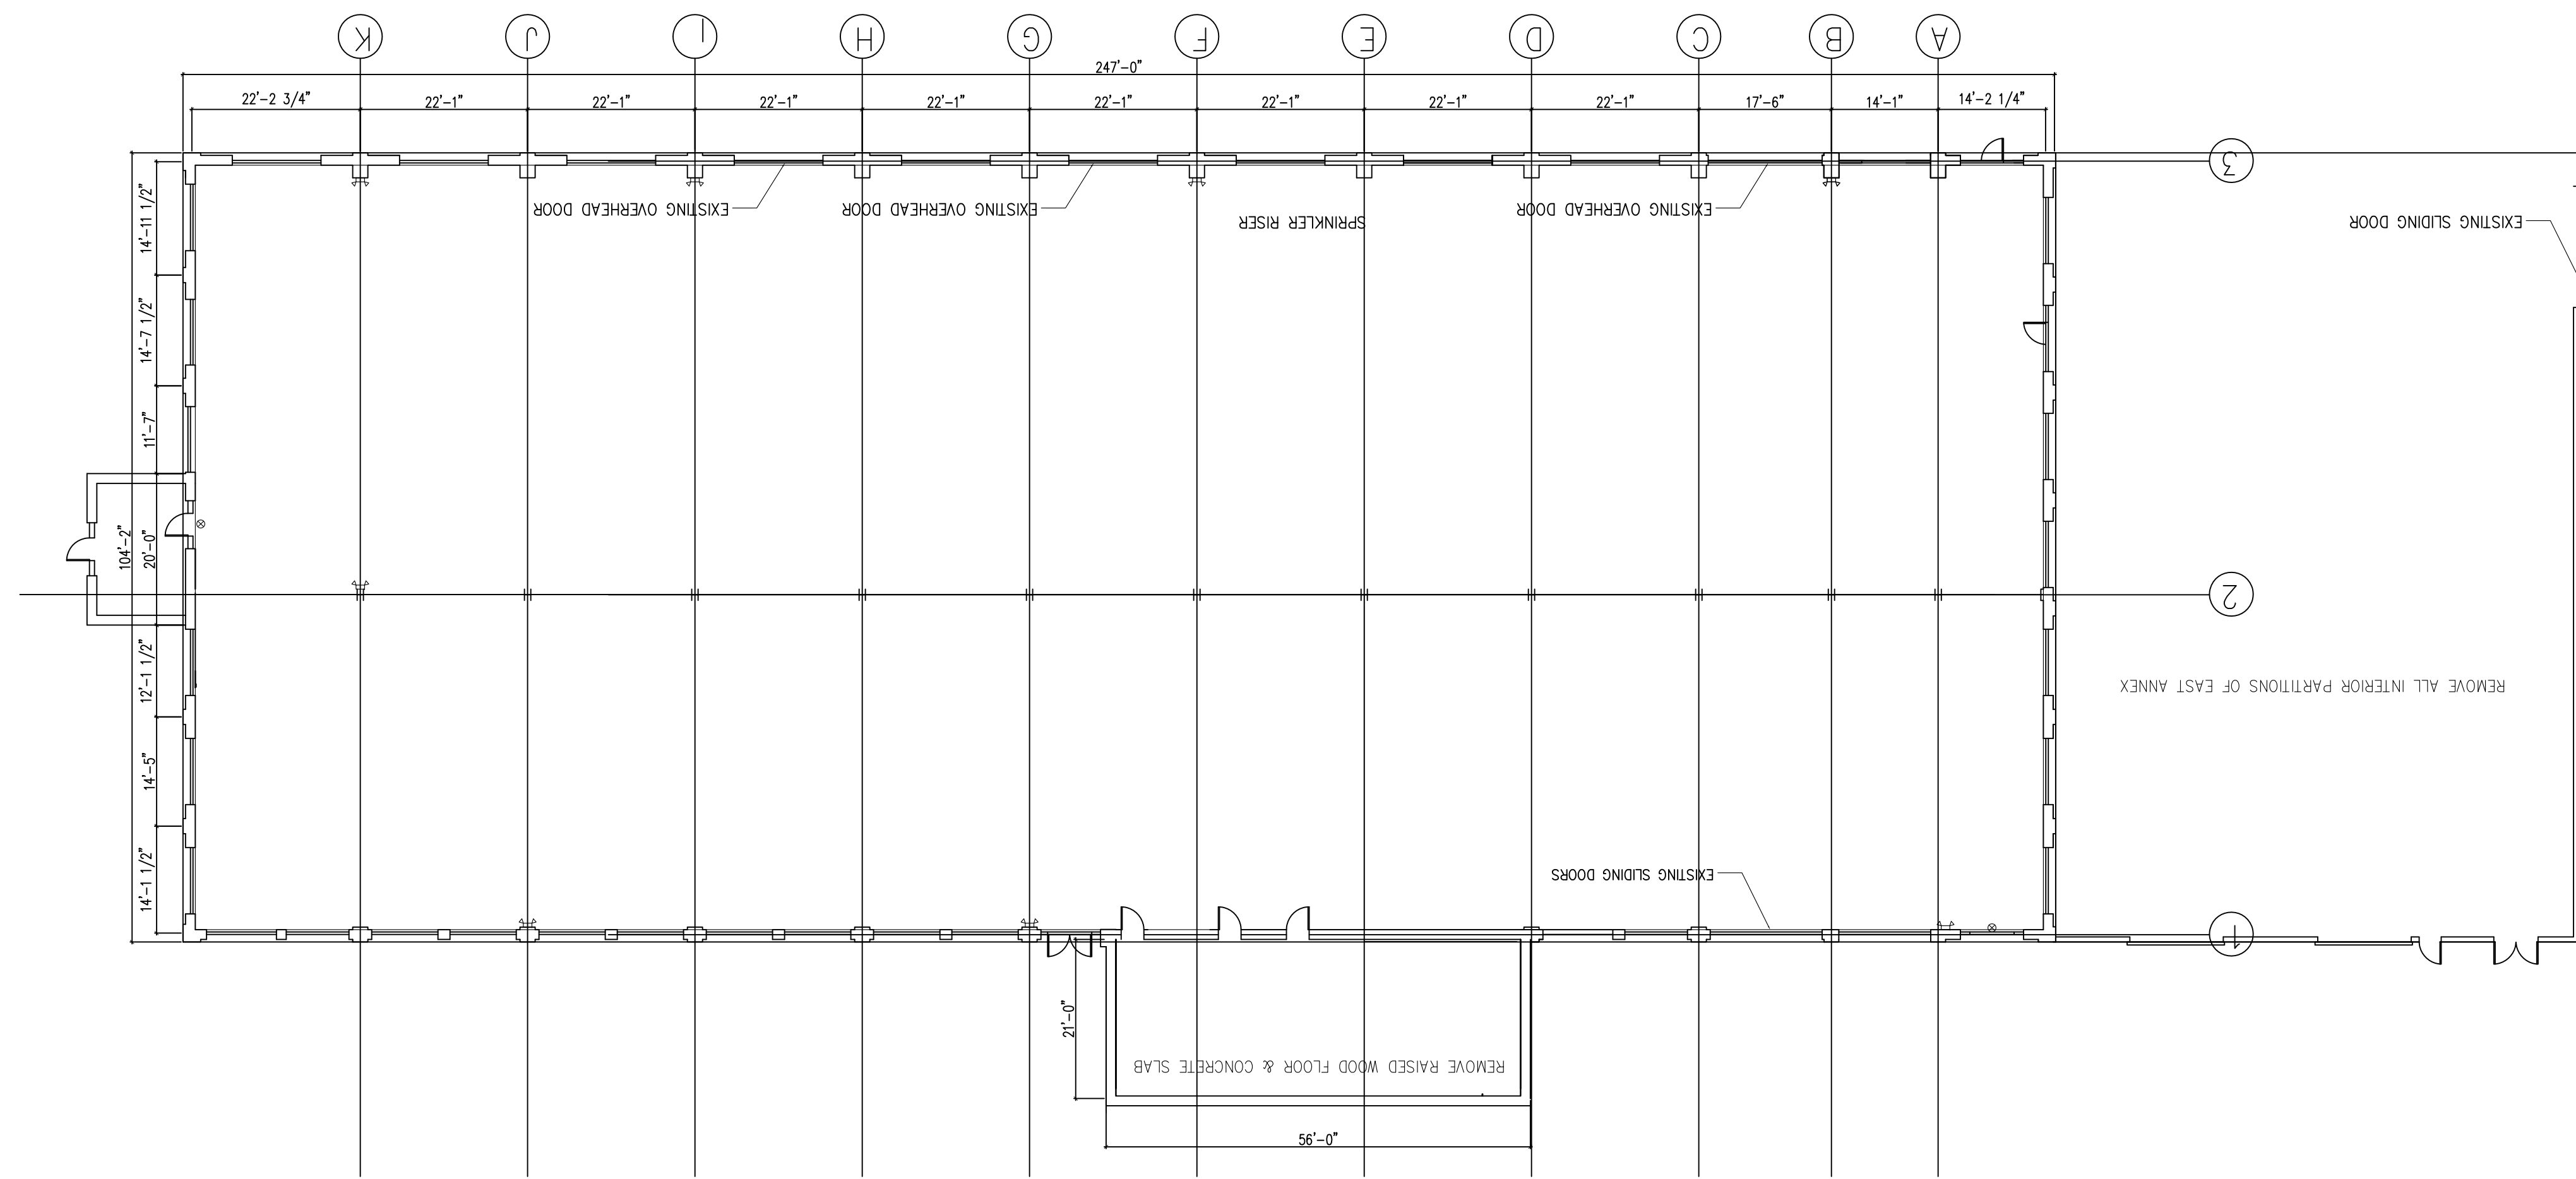 K
J
I
H
G
F
E
D
C
B
A
247'-0"
22'-2 3/4"
22'-1"
22'-1"
22'-1"
22'-1"
22'-1"
22'-1"
22'-1"
22'-1"
17'-6"
14'-1"
14'-2 1/4"
3
EXISTING OVERHEAD DOOR
EXISTING OVERHEAD DOOR
SPRINKLER RISER
EXISTING OVERHEAD DOOR
EXISTING SLIDING DOOR
14'-11 1/2"
14'-7 1/2"
11'-7"
104'-2"
20'-0"
2
12'-1 1/2"
REMOVE ALL INTERIOR PARTITIONS OF EAST ANNEX
14'-5"
14'-1 1/2"
EXISTING SLIDING DOORS
1
21'-0"
REMOVE RAISED WOOD FLOOR & CONCRETE SLAB
56'-0"